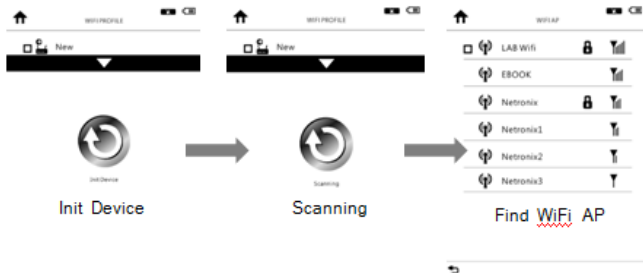 WIFI PROFILE
New
Init Device
Init Device
WIFI PROFILE
New
Scanning
Scanning
WIFI AP
LAB Wifi
EBOOK
Netronix
Netronix1
Netronix2
Netronix3
Find WiFi AP